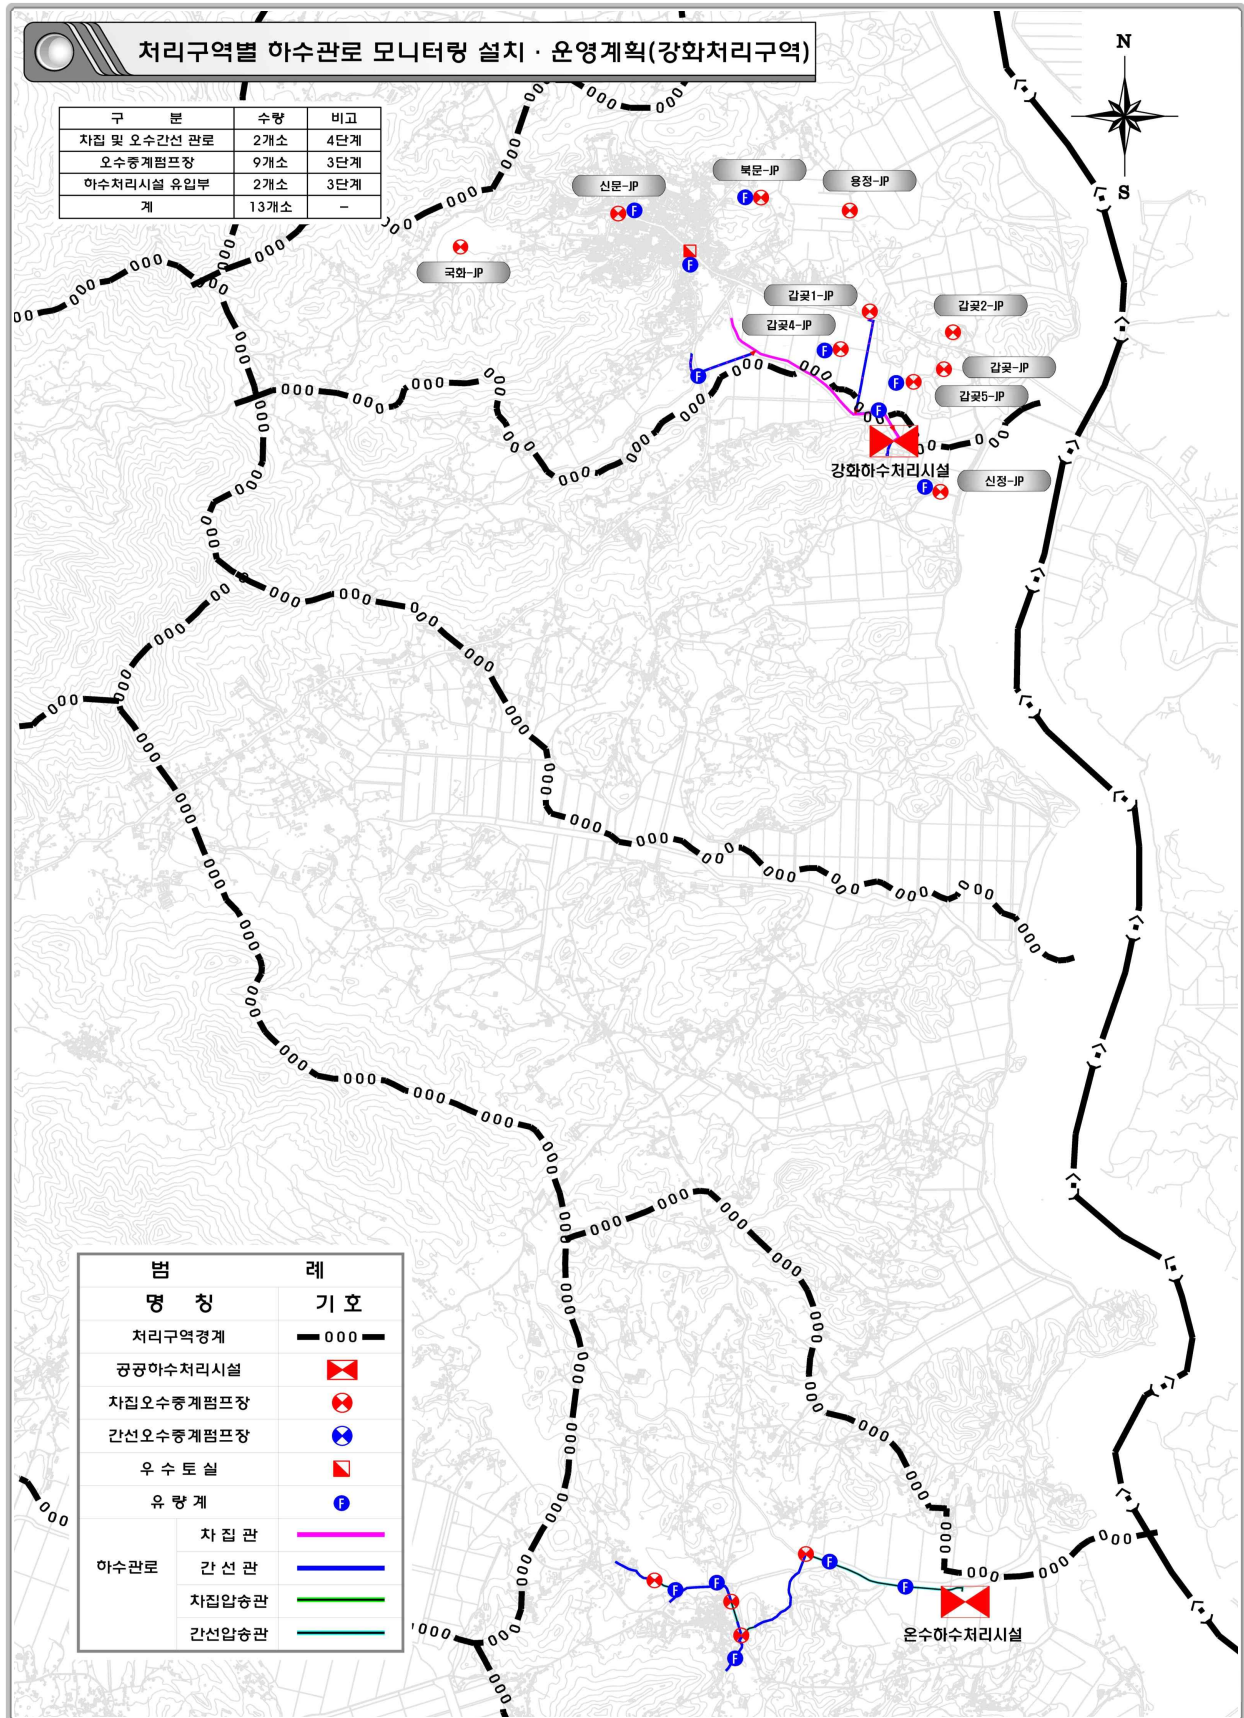 처리구역별 하수관로 모니터링 설치 · 운영계획(강화처리구역)
N
S
구 분 수량 비고
차집 및 오수간선 관로 2개소 4단계
오수중계펌프장 9개소 3단계
하수처리시설 유입부 2개소 3단계
계 13개소 –
신문-JP
북문-JP
용정-JP
국화-JP
갑곶1-JP
갑곶2-JP
갑곶4-JP
갑곶-JP
갑곶5-JP
강화하수처리시설
신정-JP
범 례
명 칭 기 호
처리구역경계
공공하수처리시설
차집오수중계펌프장
간선오수중계펌프장
우 수 토 실
유 량 계
하수관로
차 집 관
간 선 관
차집압송관
간선압송관
온수하수처리시설